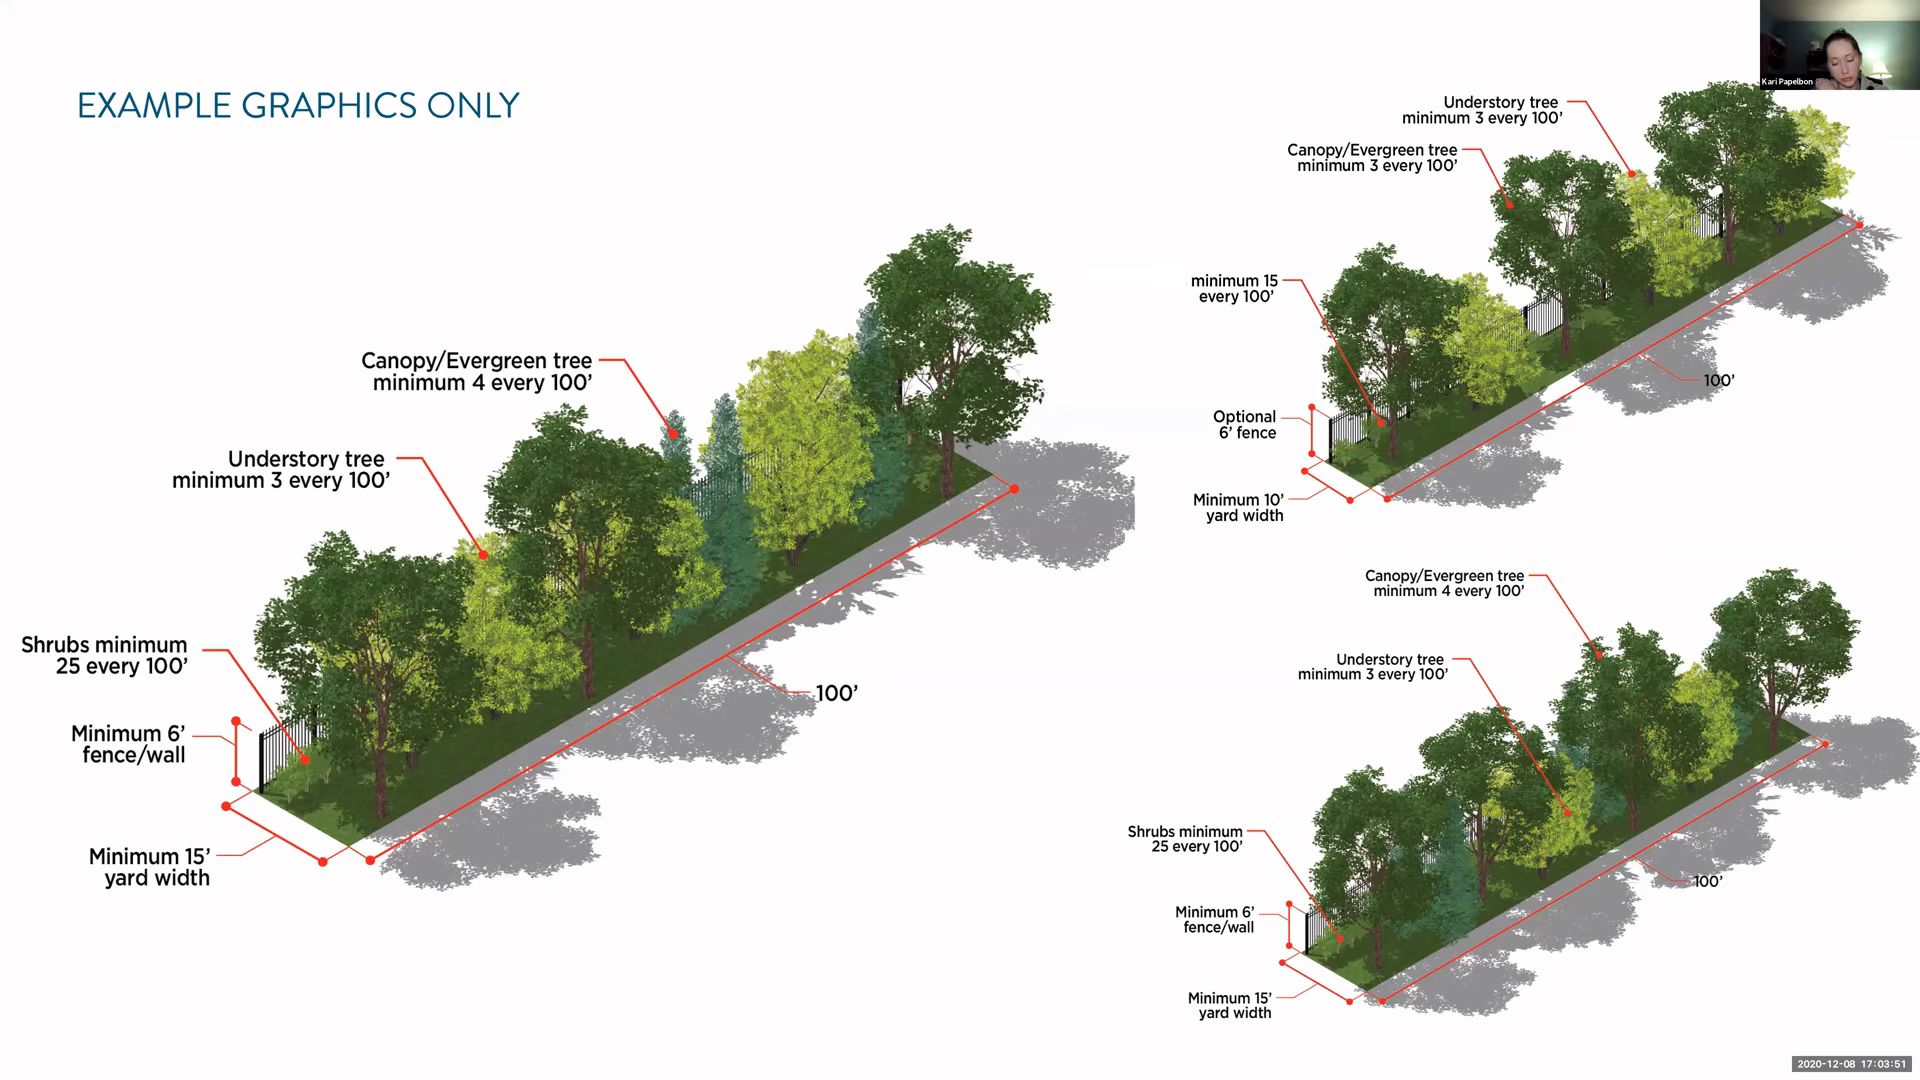 Kari Papelbon
EXAMPLE GRAPHICS ONLY
Canopy/Evergreen tree
minimum 4 every 100’
Understory tree
minimum 3 every 100’
Shrubs minimum
25 every 100’
Minimum 6’
fence/wall
Minimum 15’
yard width
100’
Understory tree
minimum 3 every 100’
Canopy/Evergreen tree
minimum 3 every 100’
minimum 15
every 100’
Optional
6’ fence
Minimum 10’
yard width
100’
Canopy/Evergreen tree
minimum 4 every 100’
Understory tree
minimum 3 every 100’
Shrubs minimum
25 every 100’
Minimum 6’
fence/wall
Minimum 15’
yard width
100’
2020-12-08 17:03:51